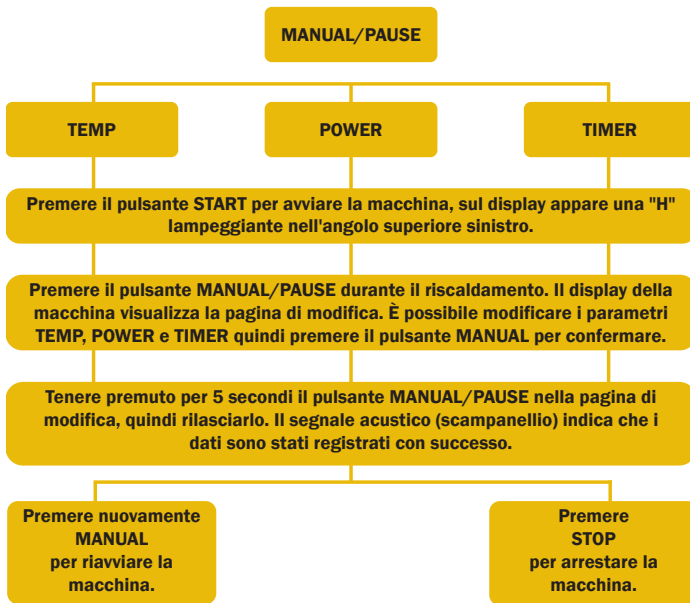 MANUAL/PAUSE
TEMP
POWER
TIMER
Premere il pulsante START per avviare la macchina, sul display appare una "H"
lampeggiante nell'angolo superiore sinistro.
Premere il pulsante MANUAL/PAUSE durante il riscaldamento. Il display della
macchina visualizza la pagina di modifica. È possibile modificare i parametri
TEMP, POWER e TIMER quindi premere il pulsante MANUAL per confermare.
Tenere premuto per 5 secondi il pulsante MANUAL/PAUSE nella pagina di
modifica, quindi rilasciarlo. Il segnale acustico (scampanellio) indica che i
dati sono stati registrati con successo.
Premere nuovamente
MANUAL
per riavviare la
macchina.
Premere
STOP
per arrestare la
macchina.